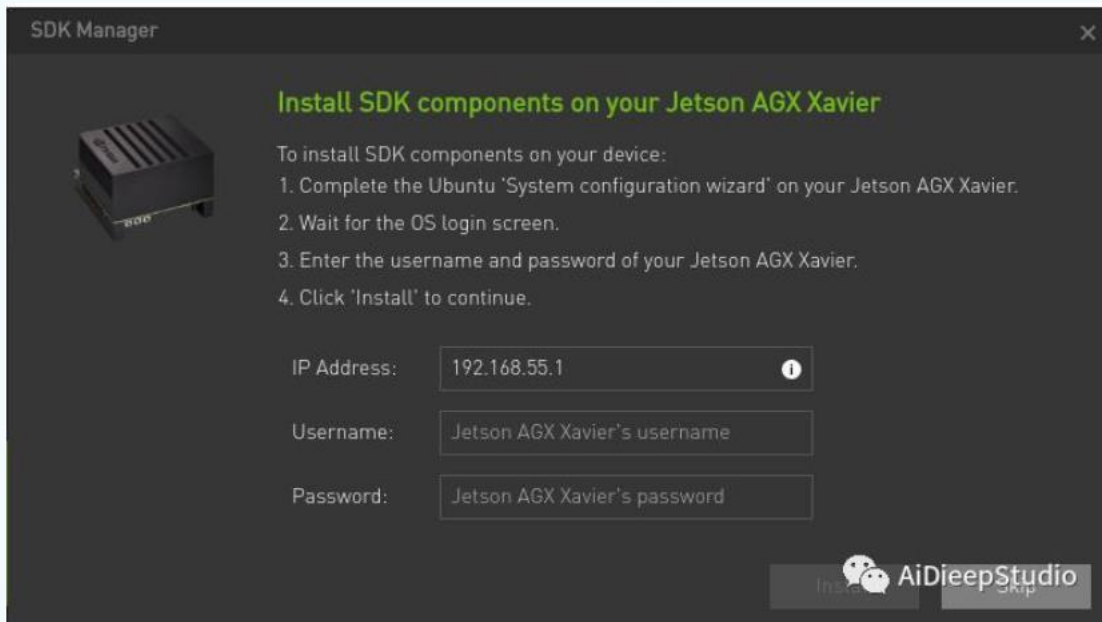 SDK Manager
Install SDK components on your Jetson AGX Xavier
To install SDK components on your device:
1. Complete the Ubuntu 'System configuration wizard' on your Jetson AGX Xavier.
2. Wait for the OS login screen.
3. Enter the username and password of your Jetson AGX Xavier.
4. Click 'Install' to continue.
IP Address: 192.168.55.1
Username: Jetson AGX Xavier's username
Password: Jetson AGX Xavier's password
AiDieepStudio
Skip